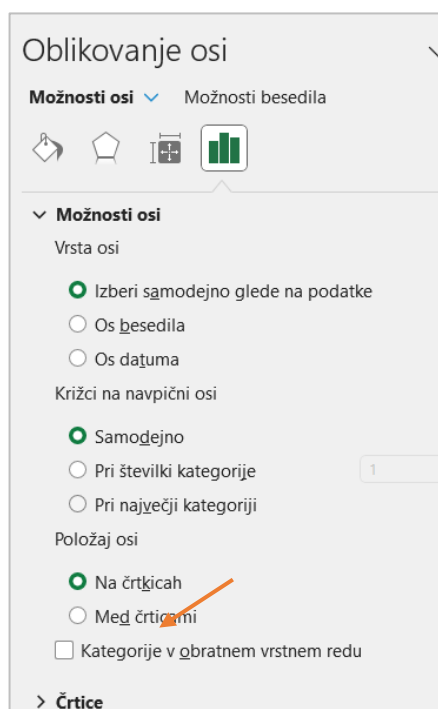 Oblikovanje osi
Možnosti osi Možnosti besedila
Možnosti osi
Vrsta osi
Izberi samodejno glede na podatke
Os besedila
Os datuma
Križci na navpični osi
Samodejno
Pri številki kategorije 1
Pri največji kategoriji
Položaj osi
Na črtkicah
Med črticami
Kategorije v obratnem vrstnem redu
Črtice